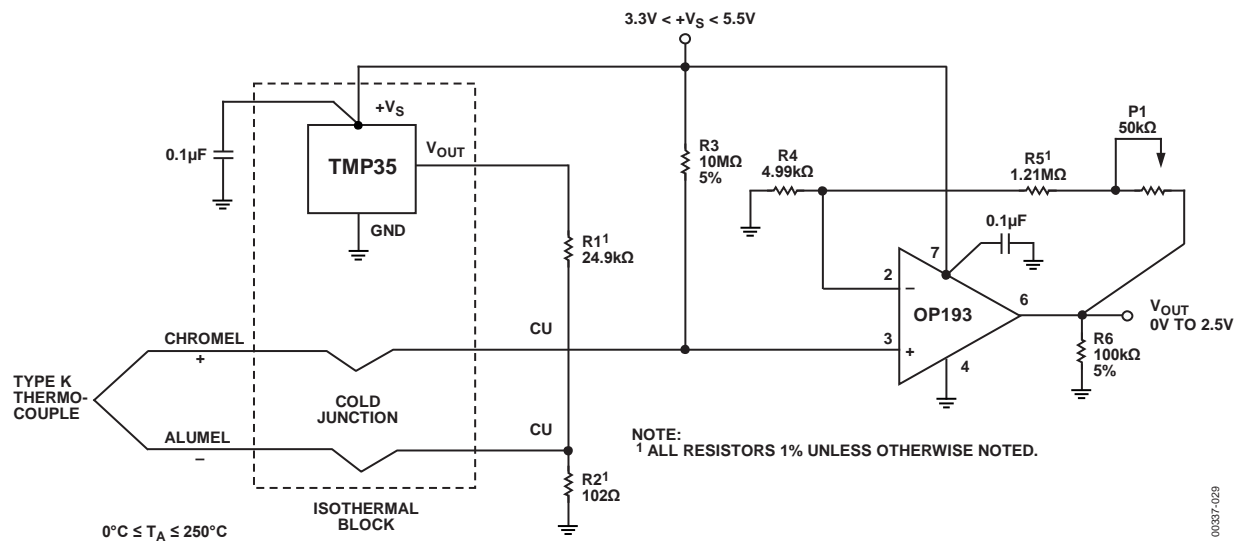 3.3V < +VS < 5.5V
+VS
0.1µF
TMP35
VOUT
GND
R1¹
24.9kΩ
R3
10MΩ
5%
R4
4.99kΩ
R5¹
1.21MΩ
P1
50kΩ
0.1µF
7
2
–
OP193
6
3
+
4
VOUT
0V TO 2.5V
R6
100kΩ
5%
CHROMEL
+
CU
TYPE K
THERMO-
COUPLE
COLD
JUNCTION
ALUMEL
–
CU
R2¹
102Ω
NOTE:
¹ ALL RESISTORS 1% UNLESS OTHERWISE NOTED.
ISOTHERMAL
BLOCK
0°C ≤ TA ≤ 250°C
00337-029